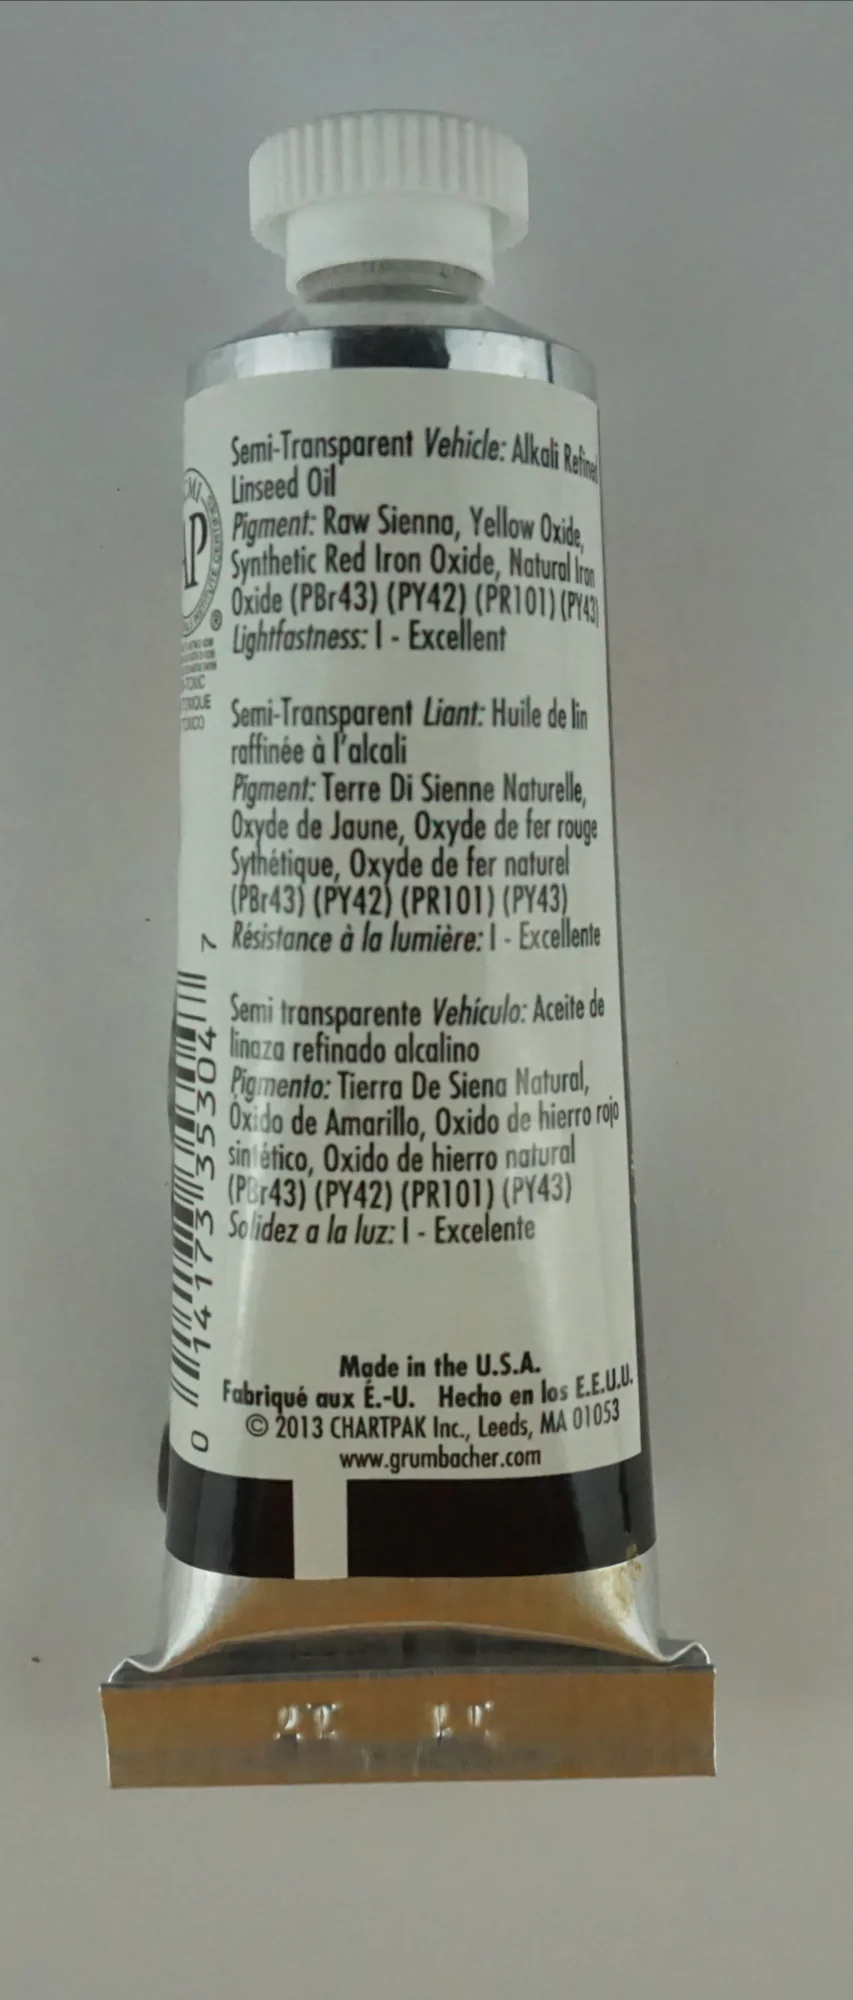 Semi-Transparent Vehicle: Alkali Refined
Linseed Oil
Pigment: Raw Sienna, Yellow Oxide,
Synthetic Red Iron Oxide, Natural Iron
Oxide (PBr43) (PY42) (PR101) (PY43)
Lightfastness: I - Excellent
Semi-Transparent Liant: Huile de lin
raffinée à l'alcali
Pigment: Terre Di Sienne Naturelle,
Oxyde de Jaune, Oxyde de fer rouge
Sythétique, Oxyde de fer naturel
(PBr43) (PY42) (PR101) (PY43)
Résistance à la lumière: I - Excellente
Semi transparente Vehículo: Aceite de
linaza refinado alcalino
Pigmento: Tierra De Siena Natural,
Óxido de Amarillo, Oxido de hierro rojo
sintético, Oxido de hierro natural
(PBr43) (PY42) (PR101) (PY43)
Solidez a la luz: I - Excelente
Made in the U.S.A.
Fabriqué aux É.-U. Hecho en los E.E.U.U.
© 2013 CHARTPAK Inc., Leeds, MA 01053
www.grumbacher.com
0 14173 35304 7